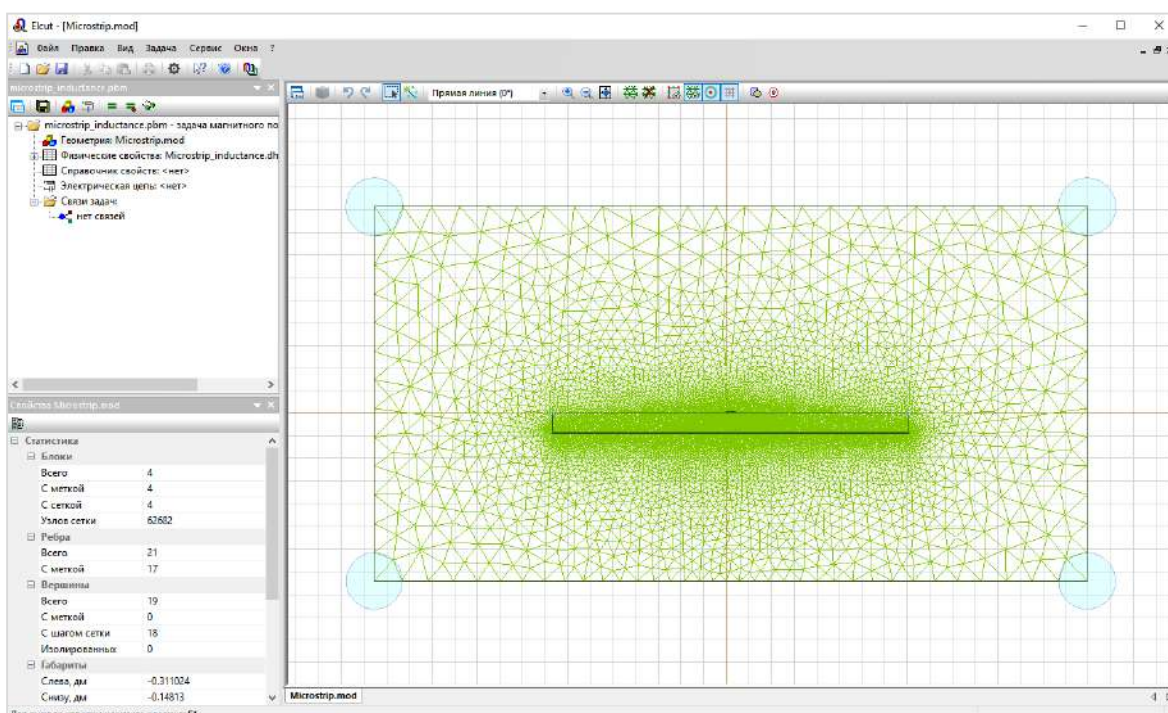 Elcut - [Microstrip.mod]
Файл Правка Вид Задача Сервис Окна ?
microstrip_inductance.pbm
Прямая линия (0°)
microstrip_inductance.pbm - задача магнитного по
Геометрия: Microstrip.mod
Физические свойства: Microstrip_inductance.dh
Справочник свойств: <нет>
Электрическая цепь: <нет>
Связи задач:
нет связей
Свойства Microstrip.mod
Статистика
Блоки
Всего 4
С меткой 4
С сеткой 4
Узлов сетки 62682
Ребра
Всего 21
С меткой 17
Вершины
Всего 19
С меткой 0
С шагом сетки 18
Изолированных 0
Габариты
Слева, дм -0.311024
Снизу, дм -0.14813
Microstrip.mod